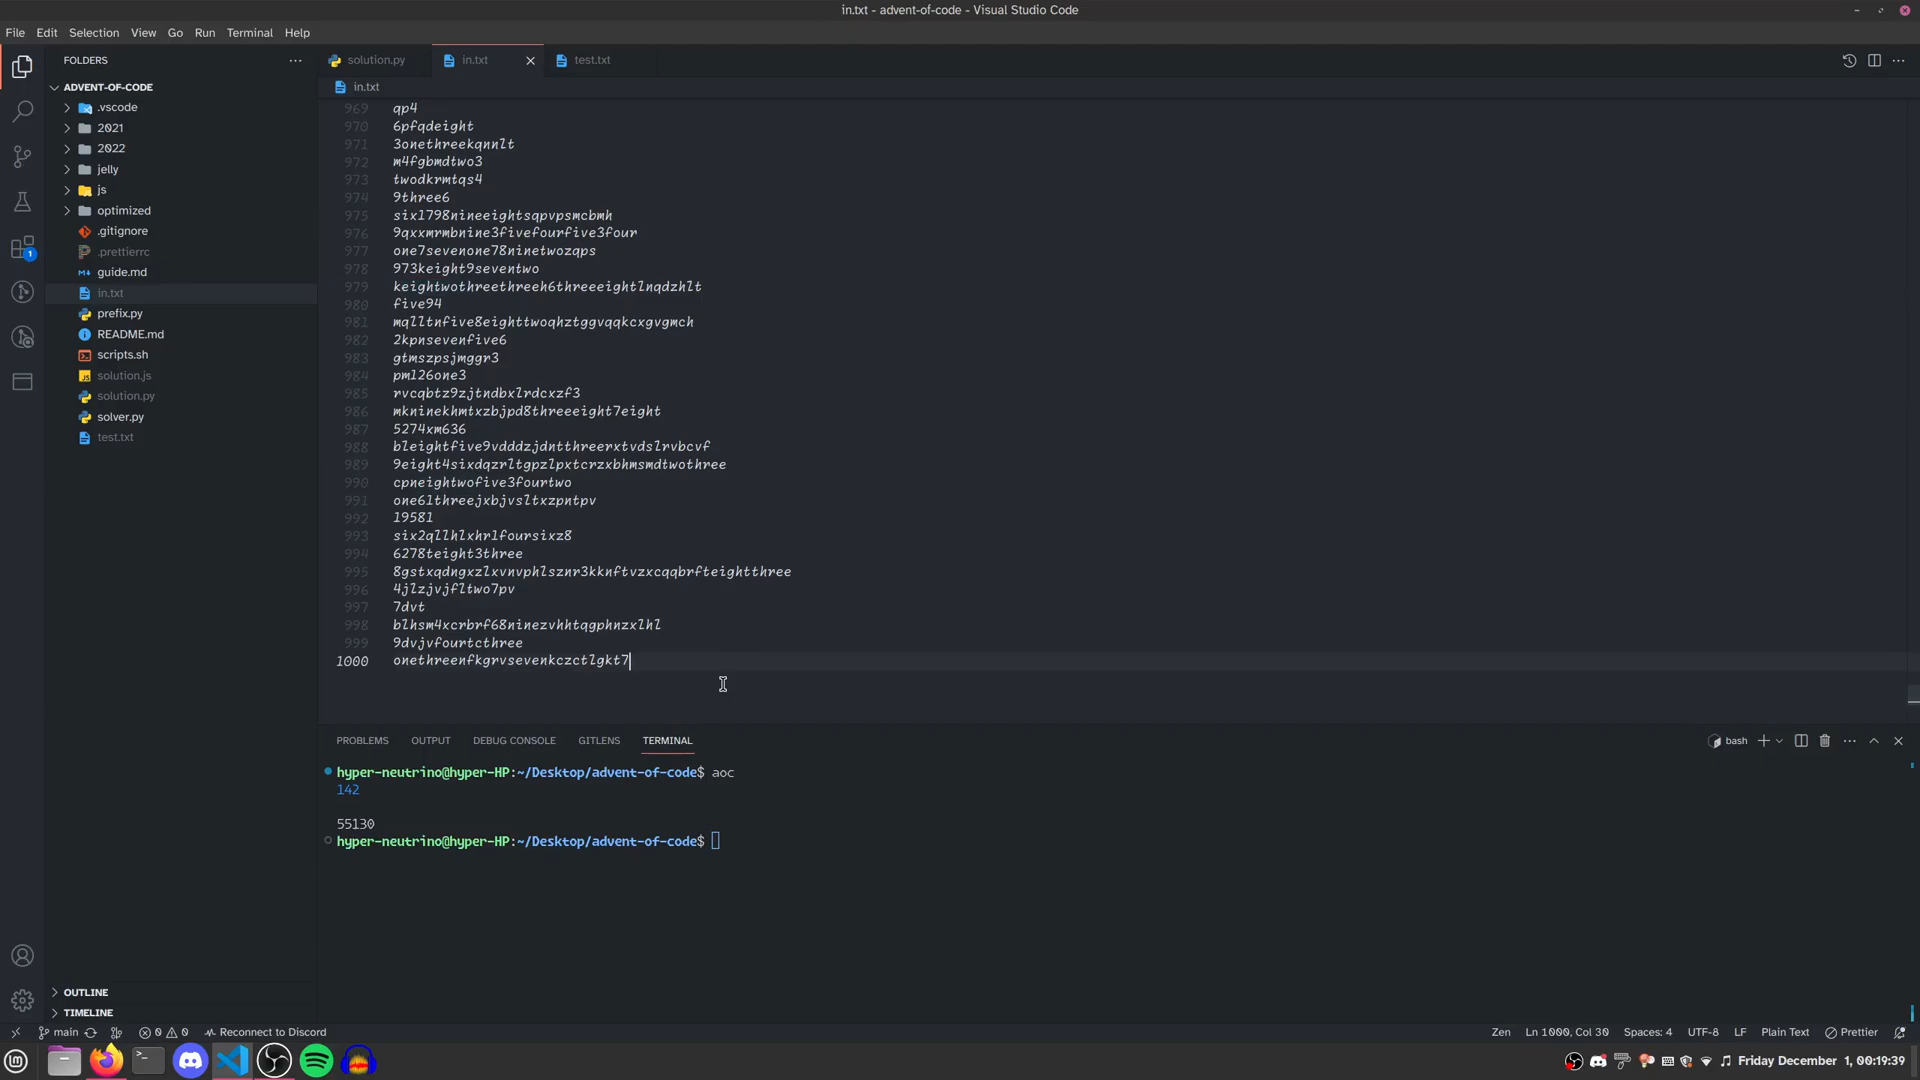 in.txt - advent-of-code - Visual Studio Code
File Edit Selection View Go Run Terminal Help
FOLDERS
solution.py
in.txt
test.txt
ADVENT-OF-CODE
.vscode
2021
2022
jelly
js
optimized
.gitignore
.prettierrc
guide.md
in.txt
prefix.py
README.md
scripts.sh
solution.js
solution.py
solver.py
test.txt
OUTLINE
TIMELINE
in.txt
969 qp4
970 6pfqdeight
971 3onethreekqnnlt
972 m4fgbmdtwo3
973 twodkrmtqs4
974 9three6
975 six1798nineeightsqpvpsmcbmh
976 9qxxmrmbnine3fivefourfive3four
977 one7sevenone78ninetwozqps
978 973keight9seventwo
979 keightwothreethreeh6threeeightlnqdzhlt
980 five94
981 mqlltnfive8eighttwoqhztggvqqkcxgvgmch
982 2kpnsevenfive6
983 gtmszpsjmggr3
984 pml26one3
985 rvcqbtz9zjtndbxlrdcxzf3
986 mkninekhmtxzbjpd8threeeight7eight
987 5274xm636
988 bleightfive9vdddzjdntthreerxtvdslrvbcvf
989 9eight4sixdqzrltgpzlpxtcrzxbhmsmdtwothree
990 cpneightwofive3fourtwo
991 one61threejxbjvsltxzpntpv
992 19581
993 six2qllhlxhr1foursixz8
994 6278teight3three
995 8gstxqdngxzlxvnvphlsznr3kknftvzxcqqbrfteightthree
996 4jlzjvjfltwo7pv
997 7dvt
998 blhsm4xcrbrf68ninezvhhtqgphnzxlhl
999 9dvjvfourtcthree
1000 onethreenfkgrvsevenkczctlgkt7
PROBLEMS OUTPUT DEBUG CONSOLE GITLENS TERMINAL
bash
hyper-neutrino@hyper-HP:~/Desktop/advent-of-code$ aoc
142
55130
hyper-neutrino@hyper-HP:~/Desktop/advent-of-code$
1
main 0 0 Reconnect to Discord
Zen Ln 1000, Col 30 Spaces: 4 UTF-8 LF Plain Text Prettier
Friday December 1, 00:19:39